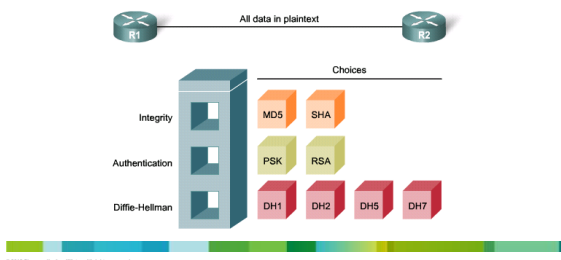 All data in plaintext
R1
R2
Choices
Integrity
MD5
SHA
Authentication
PSK
RSA
Diffie-Hellman
DH1
DH2
DH5
DH7